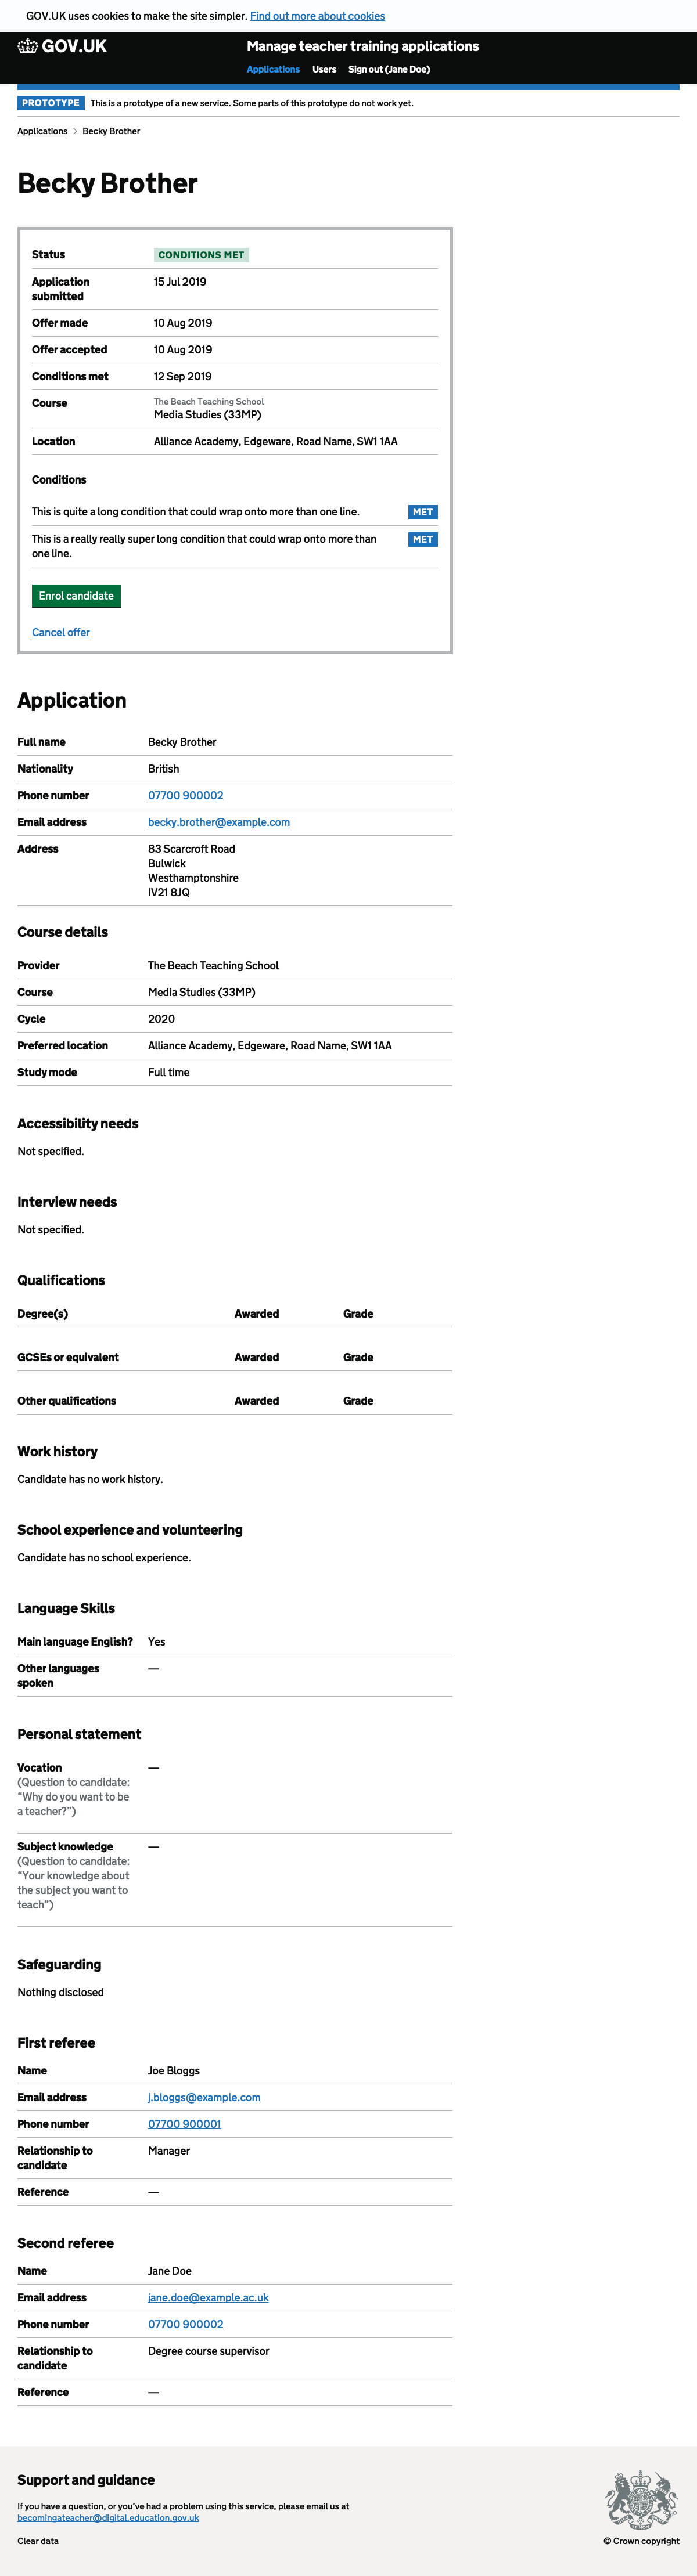 GOV.UK uses cookies to make the site simpler. Find out more about cookies
GOV.UK
Manage teacher training applications
Applications Users Sign out (Jane Doe)
PROTOTYPE This is a prototype of a new service. Some parts of this prototype do not work yet.
Applications > Becky Brother
Becky Brother
Status CONDITIONS MET
Application
submitted 15 Jul 2019
Offer made 10 Aug 2019
Offer accepted 10 Aug 2019
Conditions met 12 Sep 2019
Course The Beach Teaching School
Media Studies (33MP)
Location Alliance Academy, Edgeware, Road Name, SW1 1AA
Conditions
This is quite a long condition that could wrap onto more than one line. MET
This is a really really super long condition that could wrap onto more than MET
one line.
Enrol candidate
Cancel offer
Application
Full name Becky Brother
Nationality British
Phone number 07700 900002
Email address becky.brother@example.com
Address 83 Scarcroft Road
Bulwick
Westhamptonshire
IV21 8JQ
Course details
Provider The Beach Teaching School
Course Media Studies (33MP)
Cycle 2020
Preferred location Alliance Academy, Edgeware, Road Name, SW1 1AA
Study mode Full time
Accessibility needs
Not specified.
Interview needs
Not specified.
Qualifications
Degree(s) Awarded Grade
GCSEs or equivalent Awarded Grade
Other qualifications Awarded Grade
Work history
Candidate has no work history.
School experience and volunteering
Candidate has no school experience.
Language Skills
Main language English? Yes
Other languages —
spoken
Personal statement
Vocation —
(Question to candidate:
“Why do you want to be
a teacher?”)
Subject knowledge —
(Question to candidate:
“Your knowledge about
the subject you want to
teach”)
Safeguarding
Nothing disclosed
First referee
Name Joe Bloggs
Email address j.bloggs@example.com
Phone number 07700 900001
Relationship to Manager
candidate
Reference —
Second referee
Name Jane Doe
Email address jane.doe@example.ac.uk
Phone number 07700 900002
Relationship to Degree course supervisor
candidate
Reference —
Support and guidance
If you have a question, or you’ve had a problem using this service, please email us at
becomingateacher@digital.education.gov.uk
Clear data
© Crown copyright